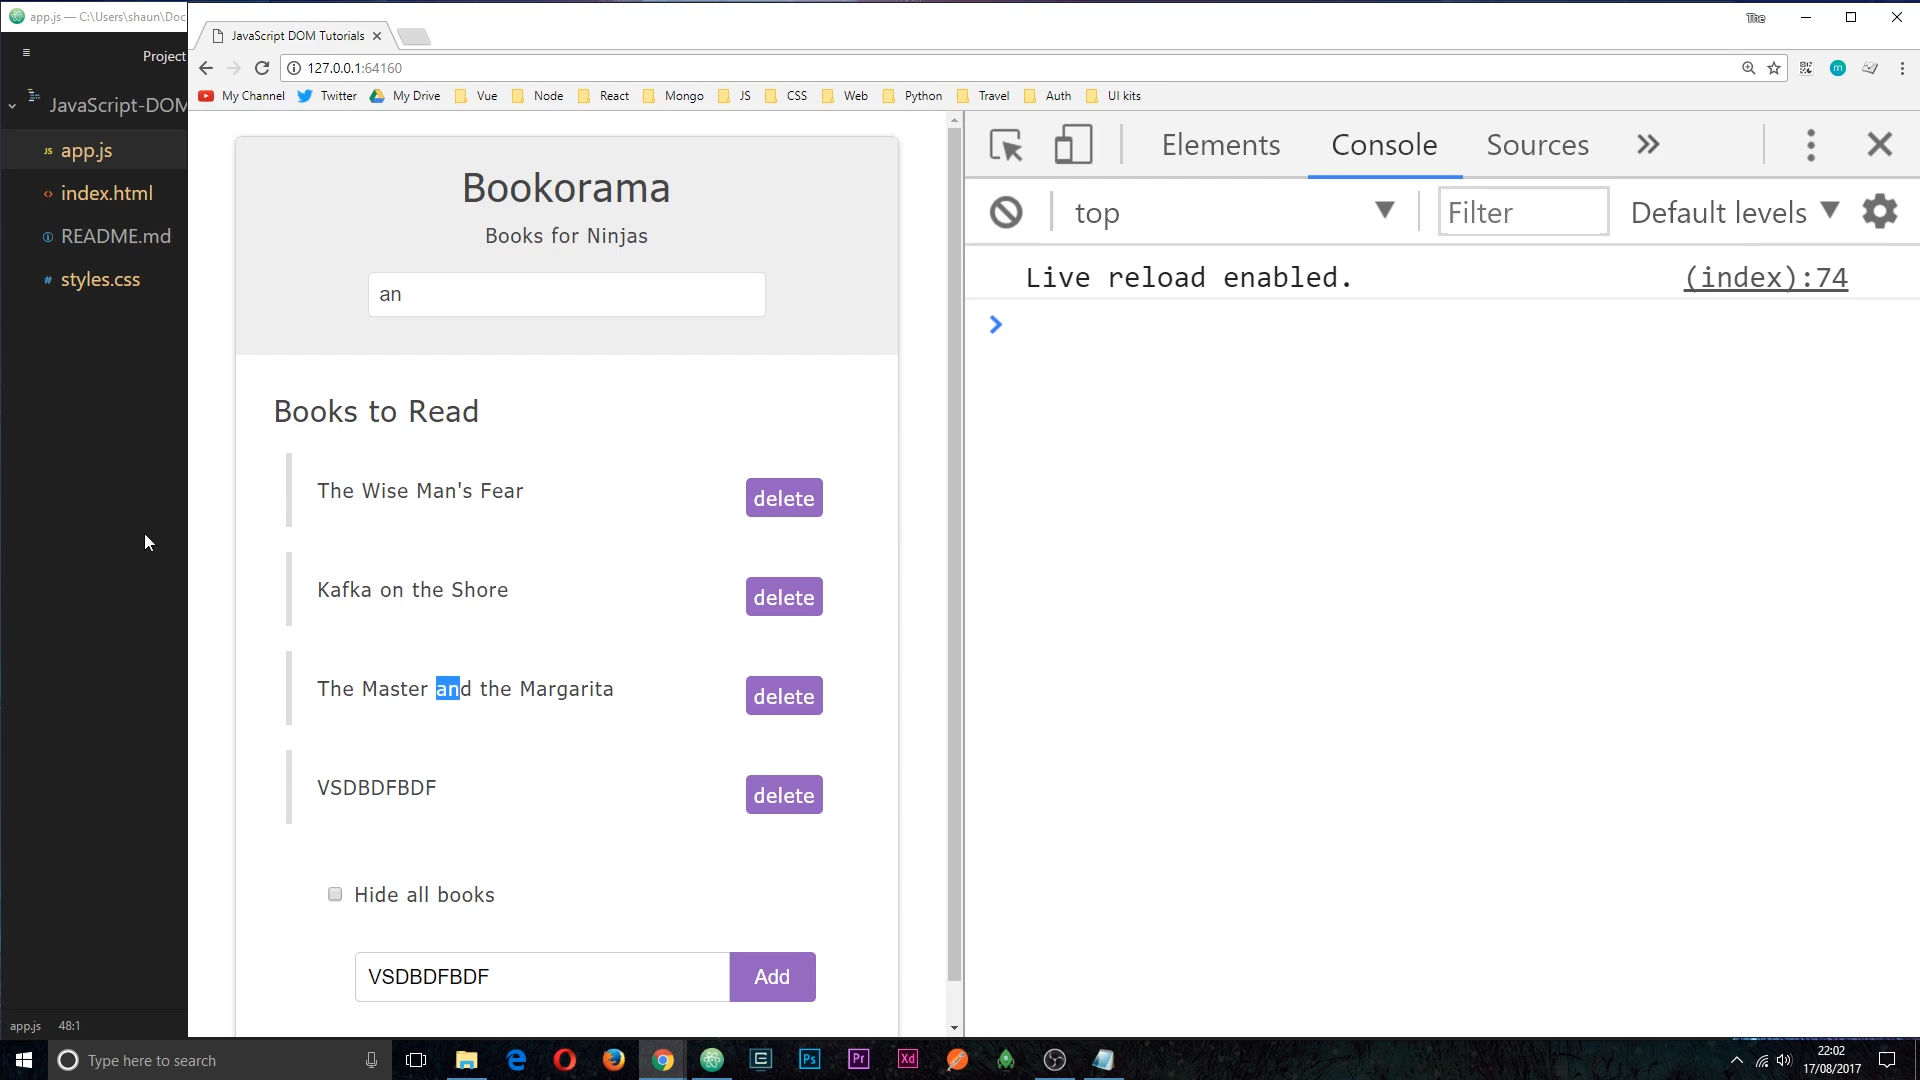 app.js — C:\Users\shaun\Doc
Project
JavaScript-DOM
JS app.js
<> index.html
README.md
# styles.css
app.js 48:1
The
JavaScript DOM Tutorials
127.0.0.1:64160
My Channel Twitter My Drive Vue Node React Mongo JS CSS Web Python Travel Auth UI kits
Bookorama
Books for Ninjas
an
Books to Read
The Wise Man's Fear delete
Kafka on the Shore delete
The Master and the Margarita delete
VSDBDFBDF delete
Hide all books
VSDBDFBDF Add
Elements Console Sources
top Filter Default levels
Live reload enabled. (index):74
Type here to search
Ps Pr Xd
22:02
17/08/2017